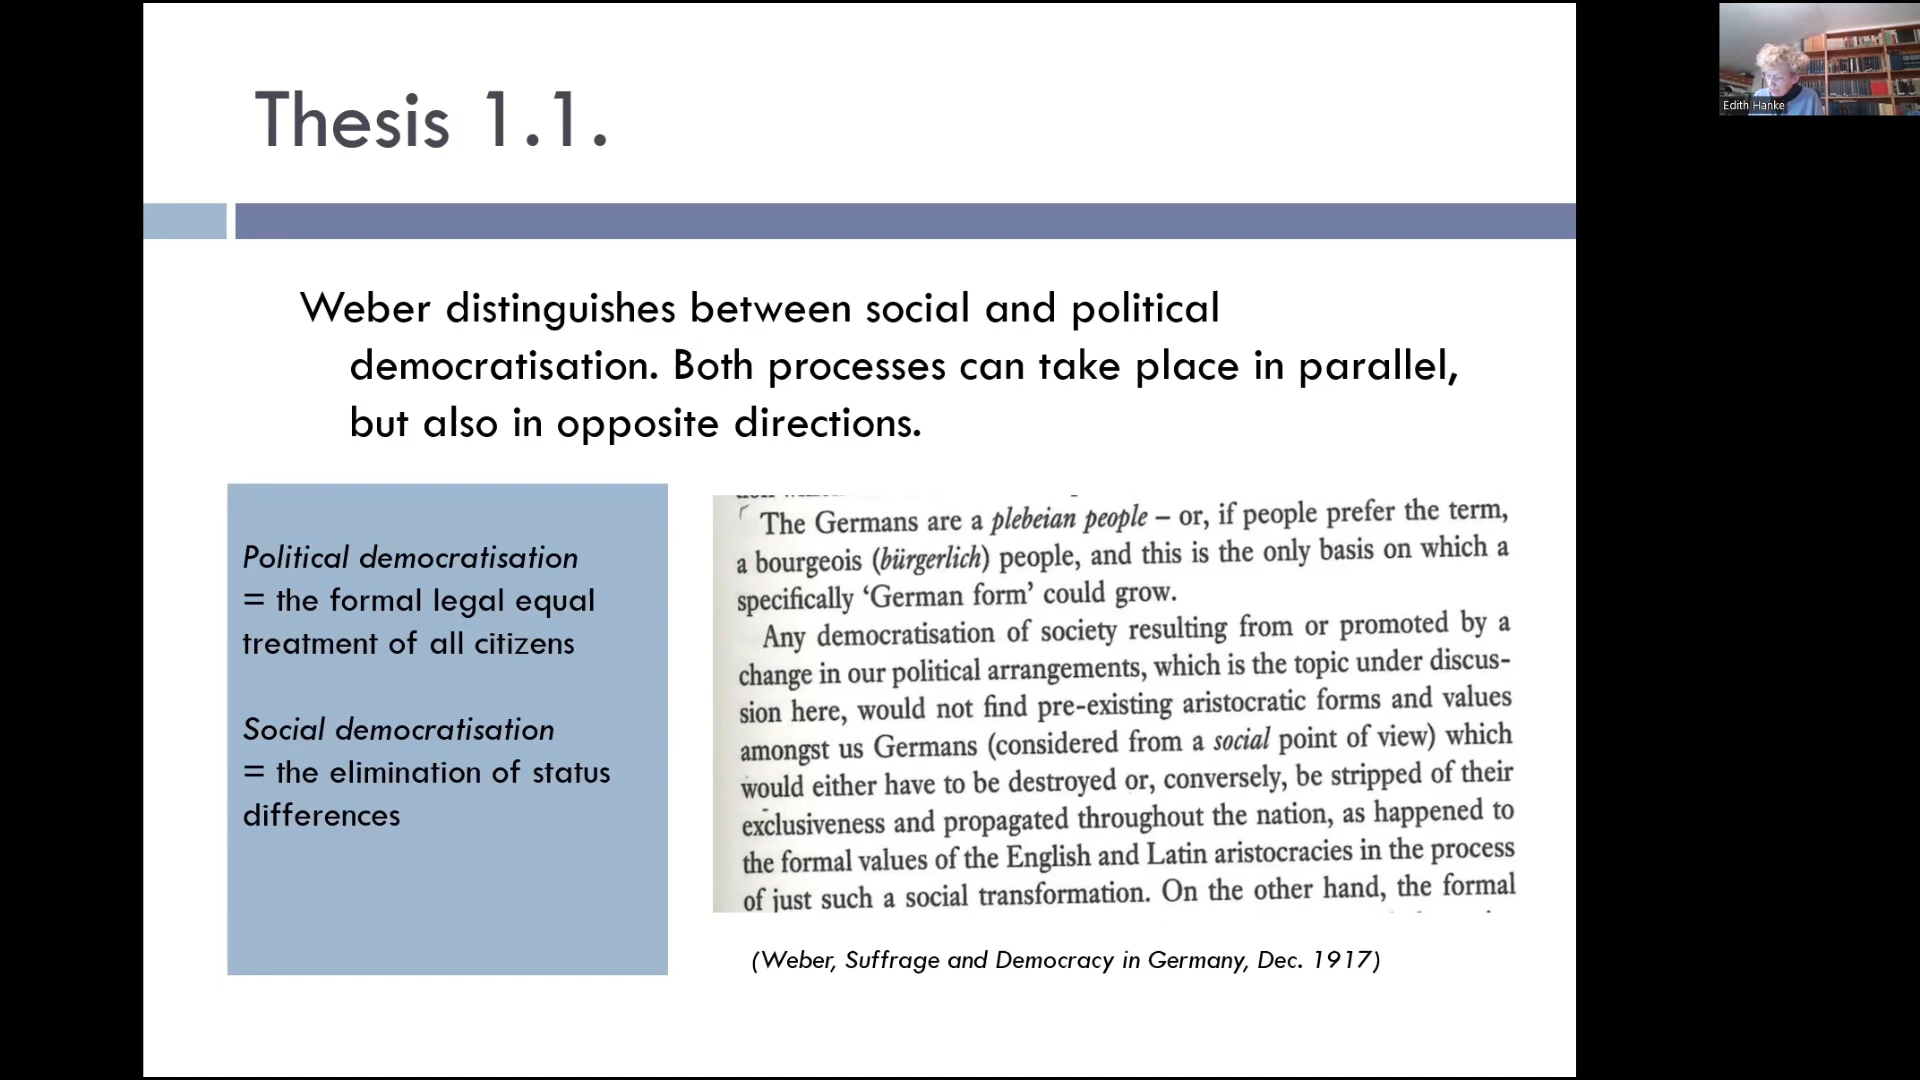 Thesis 1.1.
Weber distinguishes between social and political
democratisation. Both processes can take place in parallel,
but also in opposite directions.
Political democratisation
= the formal legal equal
treatment of all citizens
Social democratisation
= the elimination of status
differences
The Germans are a plebeian people – or, if people prefer the term,
a bourgeois (bürgerlich) people, and this is the only basis on which a
specifically ‘German form’ could grow.
Any democratisation of society resulting from or promoted by a
change in our political arrangements, which is the topic under discus-
sion here, would not find pre-existing aristocratic forms and values
amongst us Germans (considered from a social point of view) which
would either have to be destroyed or, conversely, be stripped of their
exclusiveness and propagated throughout the nation, as happened to
the formal values of the English and Latin aristocracies in the process
of just such a social transformation. On the other hand, the formal
(Weber, Suffrage and Democracy in Germany, Dec. 1917)
Edith Hanke